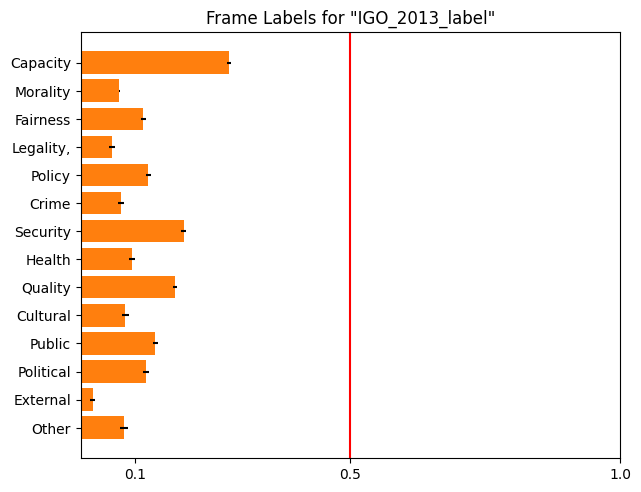 Frame Labels for "IGO_2013_label"
Capacity
Morality
Fairness
Legality,
Policy
Crime
Security
Health
Quality
Cultural
Public
Political
External
Other
0.1 0.5 1.0